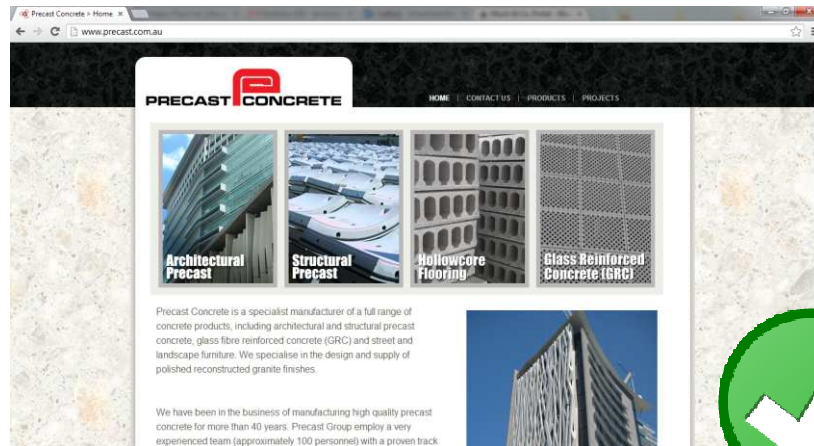 Precast Concrete > Home
www.precast.com.au
PRECAST CONCRETE
HOME | CONTACT US | PRODUCTS | PROJECTS
Architectural
Precast
Structural
Precast
Hollowcore
Flooring
Glass Reinforced
Concrete (GRC)
Precast Concrete is a specialist manufacturer of a full range of
concrete products, including architectural and structural precast
concrete, glass fibre reinforced concrete (GRC) and street and
landscape furniture. We specialise in the design and supply of
polished reconstructed granite finishes.
We have been in the business of manufacturing high quality precast
concrete for more than 40 years. Precast Group employ a very
experienced team (approximately 100 personnel) with a proven track